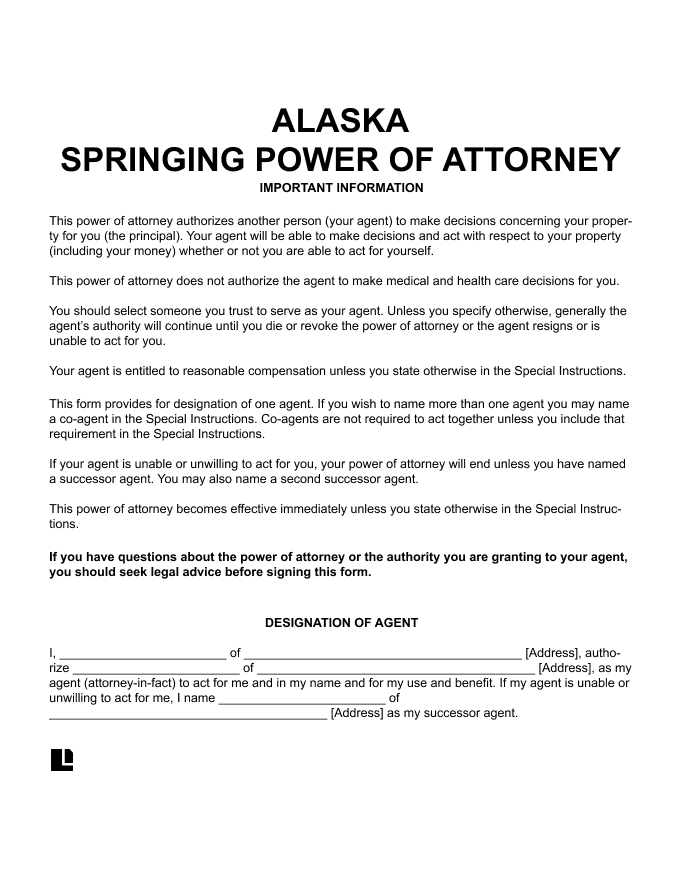 ALASKA
SPRINGING POWER OF ATTORNEY
IMPORTANT INFORMATION
This power of attorney authorizes another person (your agent) to make decisions concerning your proper-
ty for you (the principal). Your agent will be able to make decisions and act with respect to your property
(including your money) whether or not you are able to act for yourself.
This power of attorney does not authorize the agent to make medical and health care decisions for you.
You should select someone you trust to serve as your agent. Unless you specify otherwise, generally the
agent's authority will continue until you die or revoke the power of attorney or the agent resigns or is
unable to act for you.
Your agent is entitled to reasonable compensation unless you state otherwise in the Special Instructions.
This form provides for designation of one agent. If you wish to name more than one agent you may name
a co-agent in the Special Instructions. Co-agents are not required to act together unless you include that
requirement in the Special Instructions.
If your agent is unable or unwilling to act for you, your power of attorney will end unless you have named
a successor agent. You may also name a second successor agent.
This power of attorney becomes effective immediately unless you state otherwise in the Special Instruc-
tions.
If you have questions about the power of attorney or the authority you are granting to your agent,
you should seek legal advice before signing this form.
DESIGNATION OF AGENT
I, ________________________ of ________________________________________ [Address], autho-
rize ________________________ of ________________________________________ [Address], as my
agent (attorney-in-fact) to act for me and in my name and for my use and benefit. If my agent is unable or
unwilling to act for me, I name ________________________ of
________________________________________ [Address] as my successor agent.